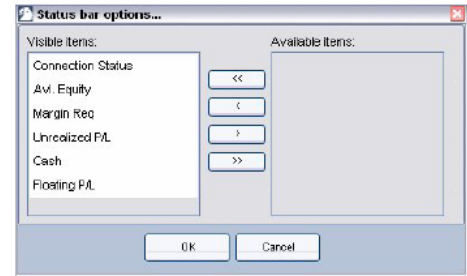 Status bar options...
Visible items:
Available items:
Connection Status
Avl. Equity
Margin Req
Unrealized P/L
Cash
Floating P/L
<<
<
>
>>
OK
Cancel